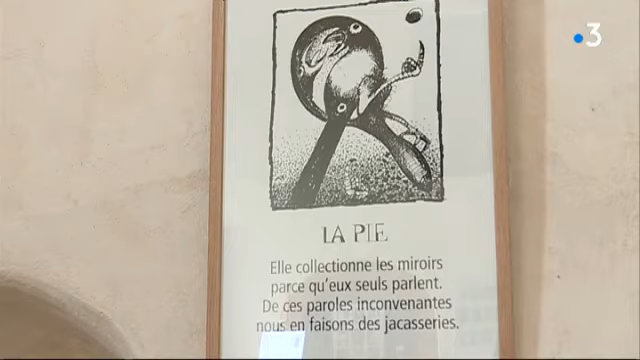 3
LA PIE
Elle collectionne les miroirs
parce qu'eux seuls parlent.
De ces paroles inconvenantes
nous en faisons des jacasseries.